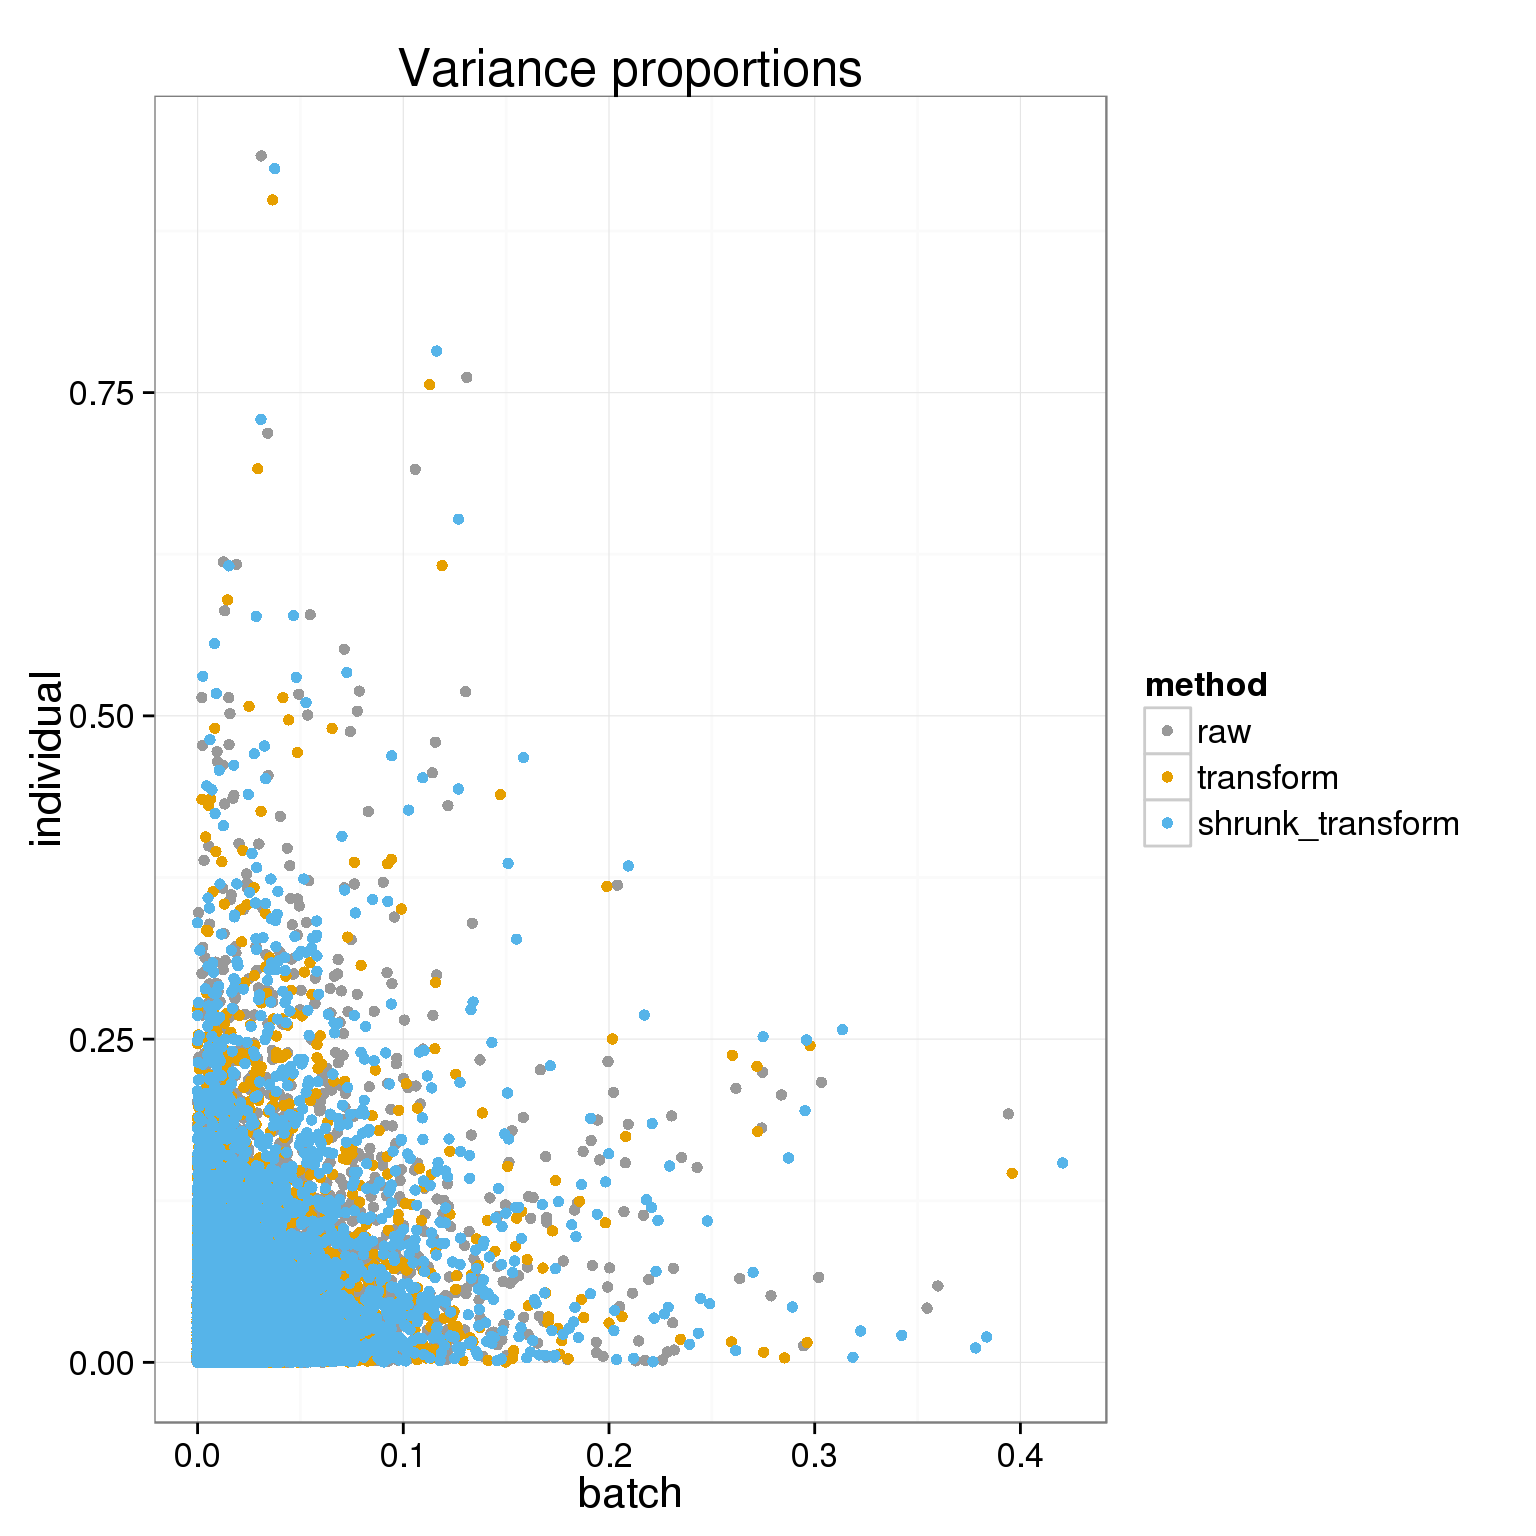 Variance proportions
individual
0.75
0.50
0.25
0.00
0.0
0.1
0.2
0.3
0.4
batch
method
raw
transform
shrunk_transform